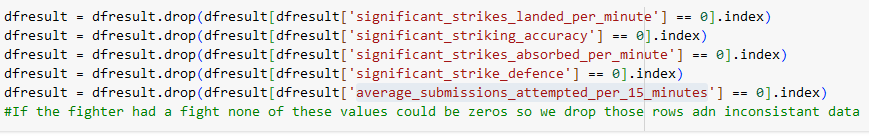 dfresult = dfresult.drop(dfresult[dfresult['significant_strikes_landed_per_minute'] == 0].index)
dfresult = dfresult.drop(dfresult[dfresult['significant_striking_accuracy'] == 0].index)
dfresult = dfresult.drop(dfresult[dfresult['significant_strikes_absorbed_per_minute'] == 0].index)
dfresult = dfresult.drop(dfresult[dfresult['significant_strike_defence'] == 0].index)
dfresult = dfresult.drop(dfresult[dfresult['average_submissions_attempted_per_15_minutes'] == 0].index)
#If the fighter had a fight none of these values could be zeros so we drop those rows adn inconsistant data